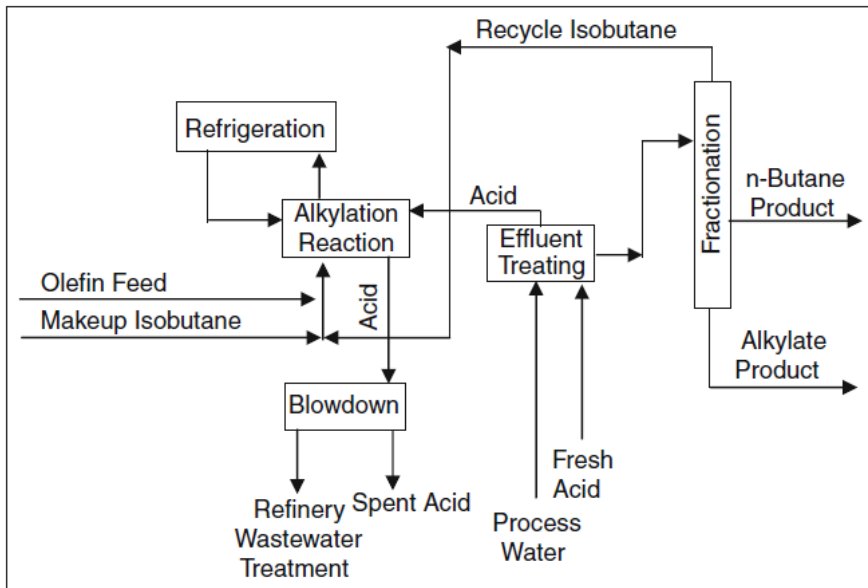 Recycle Isobutane
Refrigeration
Fractionation
n-Butane
Product
Acid
Alkylation
Reaction
Effluent
Treating
Olefin Feed
Acid
Makeup Isobutane
Alkylate
Product
Blowdown
Fresh
Acid
Refinery
Wastewater
Treatment
Spent Acid
Process
Water